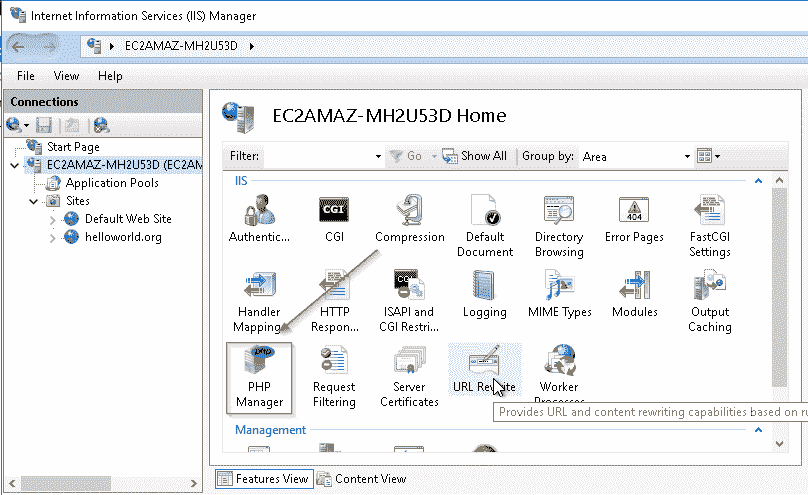 Internet Information Services (IIS) Manager
EC2AMAZ-MH2U53D
File View Help
Connections
Start Page
EC2AMAZ-MH2U53D (EC2AM
Application Pools
Sites
Default Web Site
helloworld.org
EC2AMAZ-MH2U53D Home
Filter: Go Show All Group by: Area
IIS
Authentic... CGI Compression Default Document Directory Browsing Error Pages FastCGI Settings
Handler Mapping HTTP Respon... ISAPI and CGI Restri... Logging MIME Types Modules Output Caching
PHP Manager Request Filtering Server Certificates URL Rewrite Worker Processes
Provides URL and content rewriting capabilities based on ru
Management
Features View Content View